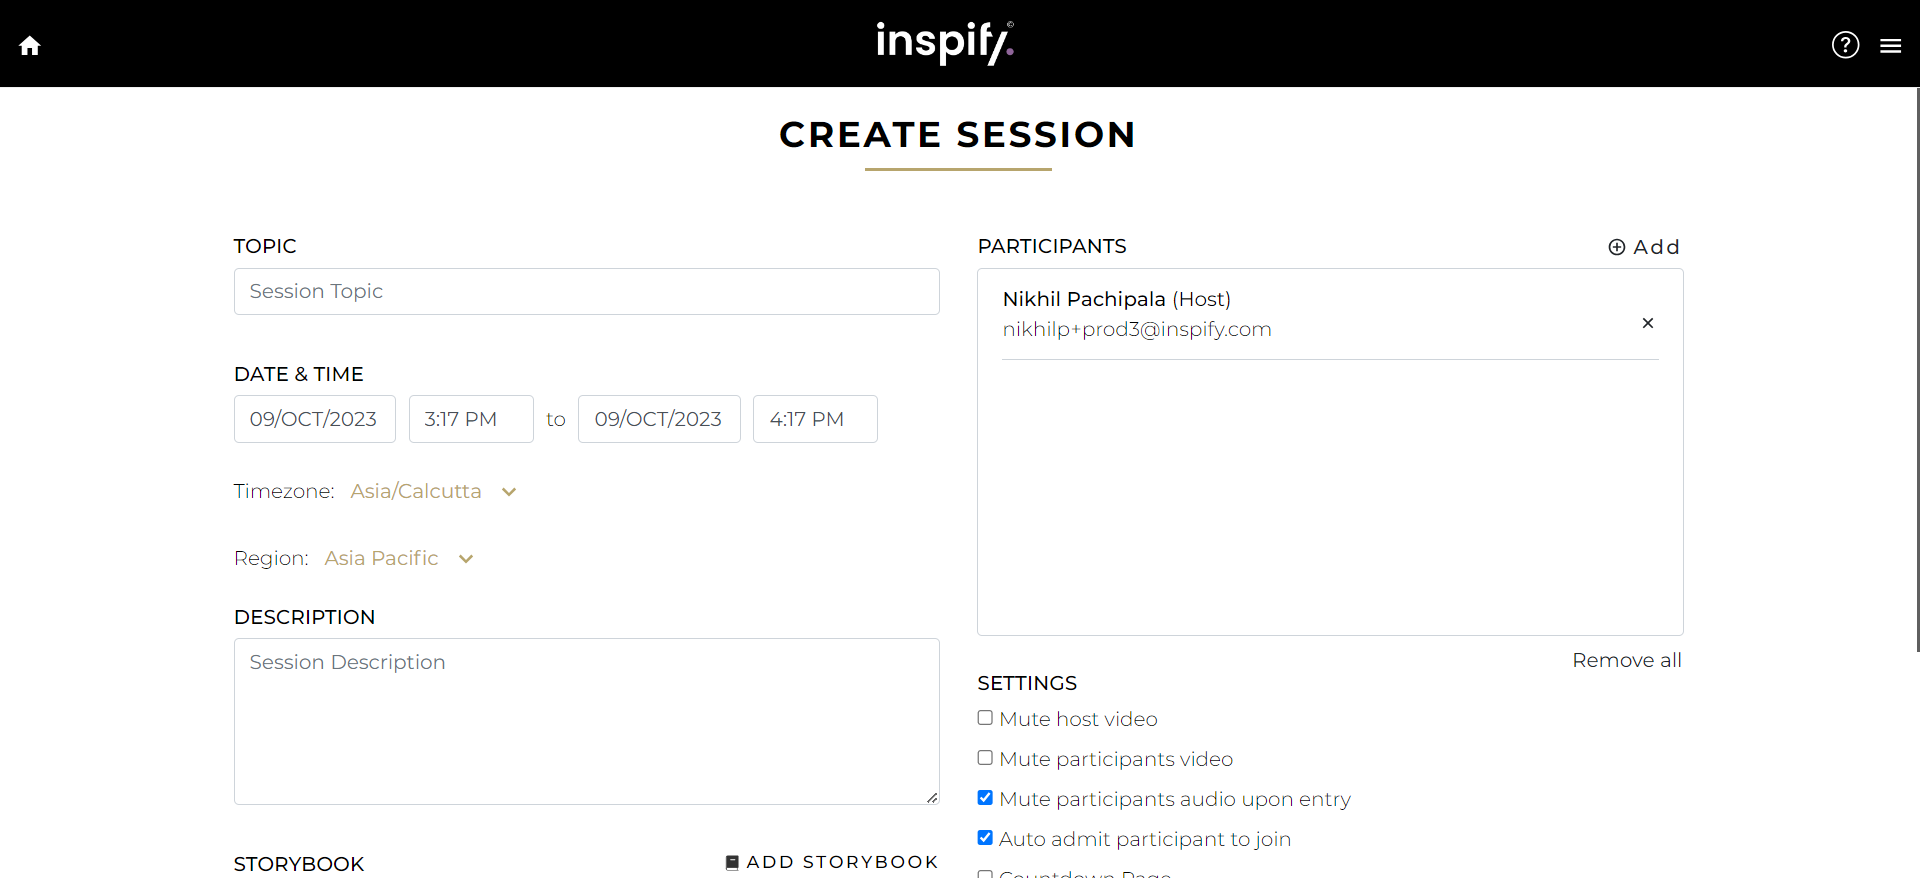 inspify.©
CREATE SESSION
TOPIC
Session Topic
DATE & TIME
09/OCT/2023 3:17 PM to 09/OCT/2023 4:17 PM
Timezone: Asia/Calcutta
Region: Asia Pacific
DESCRIPTION
Session Description
STORYBOOK ADD STORYBOOK
PARTICIPANTS Add
Nikhil Pachipala (Host)
nikhilp+prod3@inspify.com
Remove all
SETTINGS
Mute host video
Mute participants video
Mute participants audio upon entry
Auto admit participant to join
Countdown Page